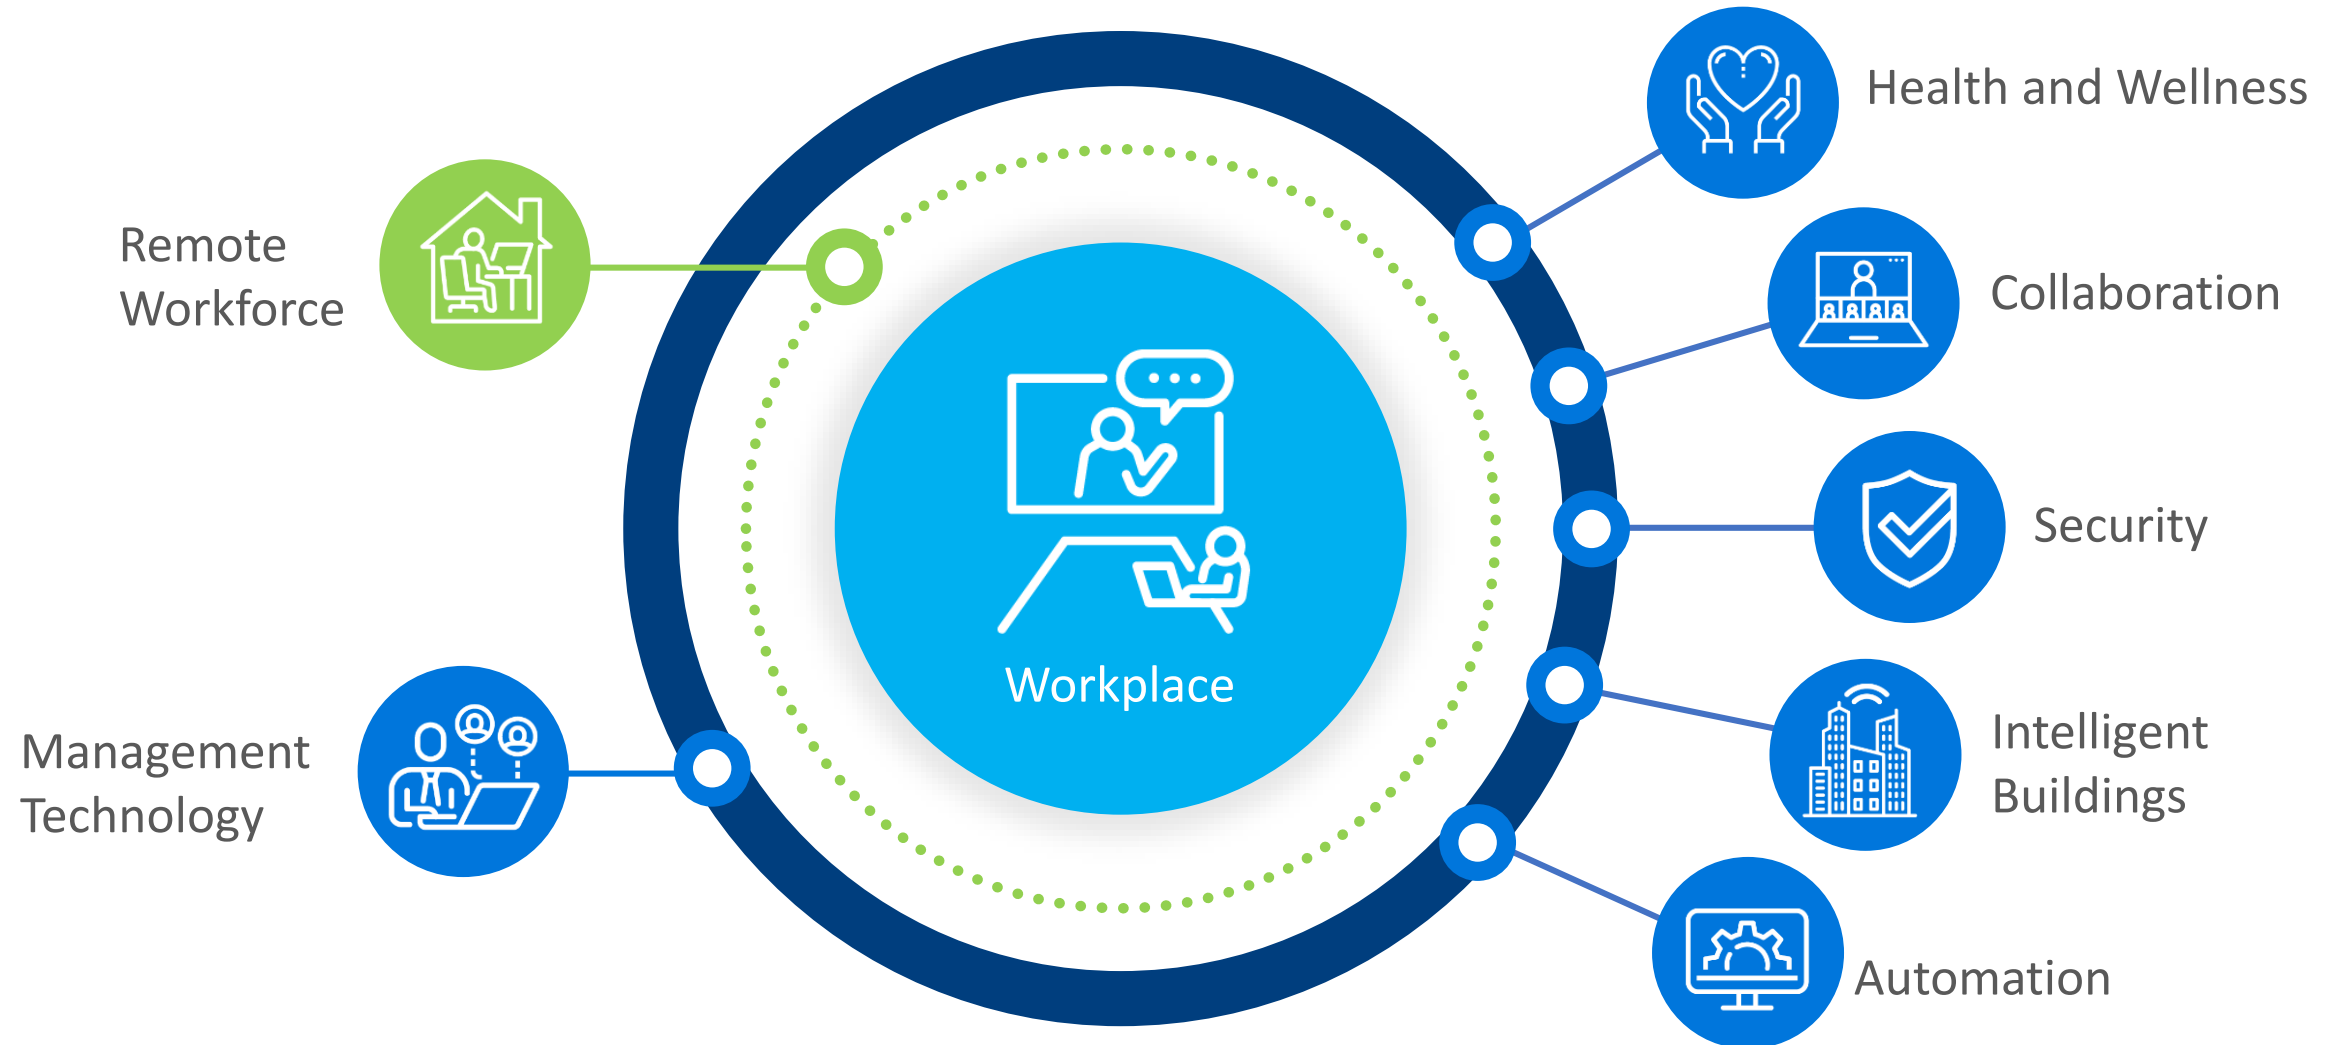 Remote
Workforce
Management
Technology
Workplace
Health and Wellness
Collaboration
Security
Intelligent
Buildings
Automation